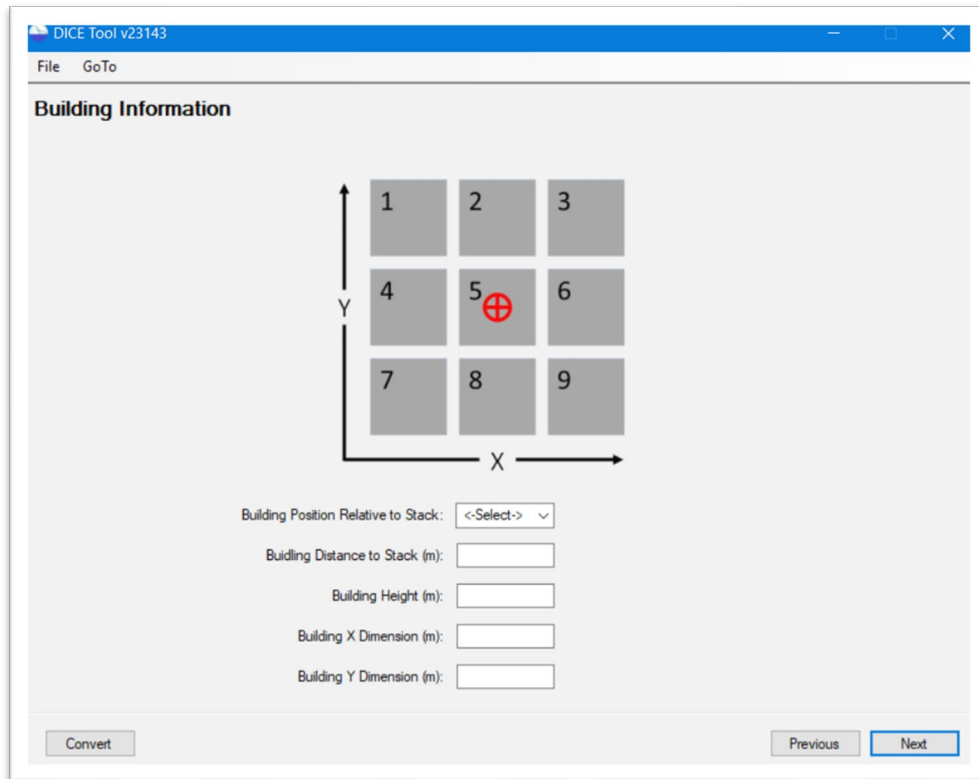 DICE Tool v23143
File GoTo
Building Information
1 2 3
Y 4 5 6
7 8 9
X
Building Position Relative to Stack: <-Select->
Buidling Distance to Stack (m):
Building Height (m):
Building X Dimension (m):
Building Y Dimension (m):
Convert Previous Next